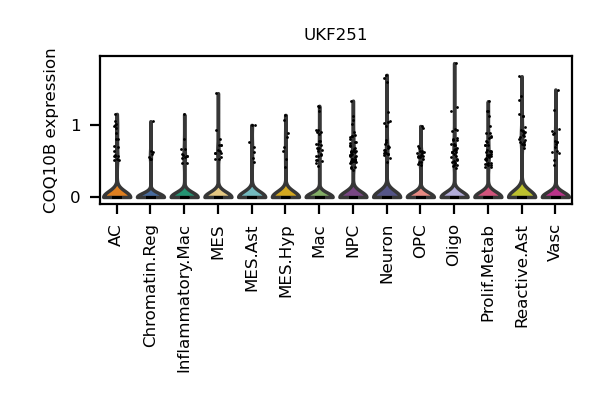 UKF251
COQ10B expression
1
0
AC
Chromatin.Reg
Inflammatory.Mac
MES
MES.Ast
MES.Hyp
Mac
NPC
Neuron
OPC
Oligo
Prolif.Metab
Reactive.Ast
Vasc